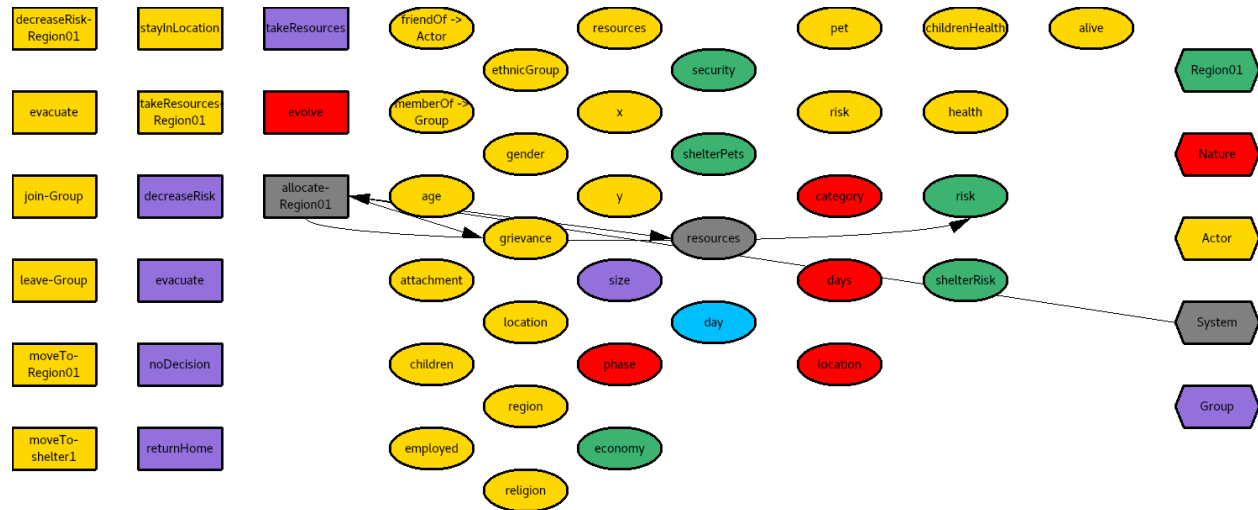 decreaseRisk-
Region01
stayInLocation
takeResources
friendOf ->
Actor
resources
pet
childrenHealth
alive
ethnicGroup
security
Region01
evacuate
takeResources-
Region01
evolve
memberOf ->
Group
x
risk
health
gender
shelterPets
Nature
join-Group
decreaseRisk
allocate-
Region01
age
y
category
risk
grievance
resources
Actor
leave-Group
evacuate
attachment
size
days
shelterRisk
location
day
System
moveTo-
Region01
noDecision
children
phase
location
region
Group
moveTo-
shelter1
returnHome
employed
economy
religion